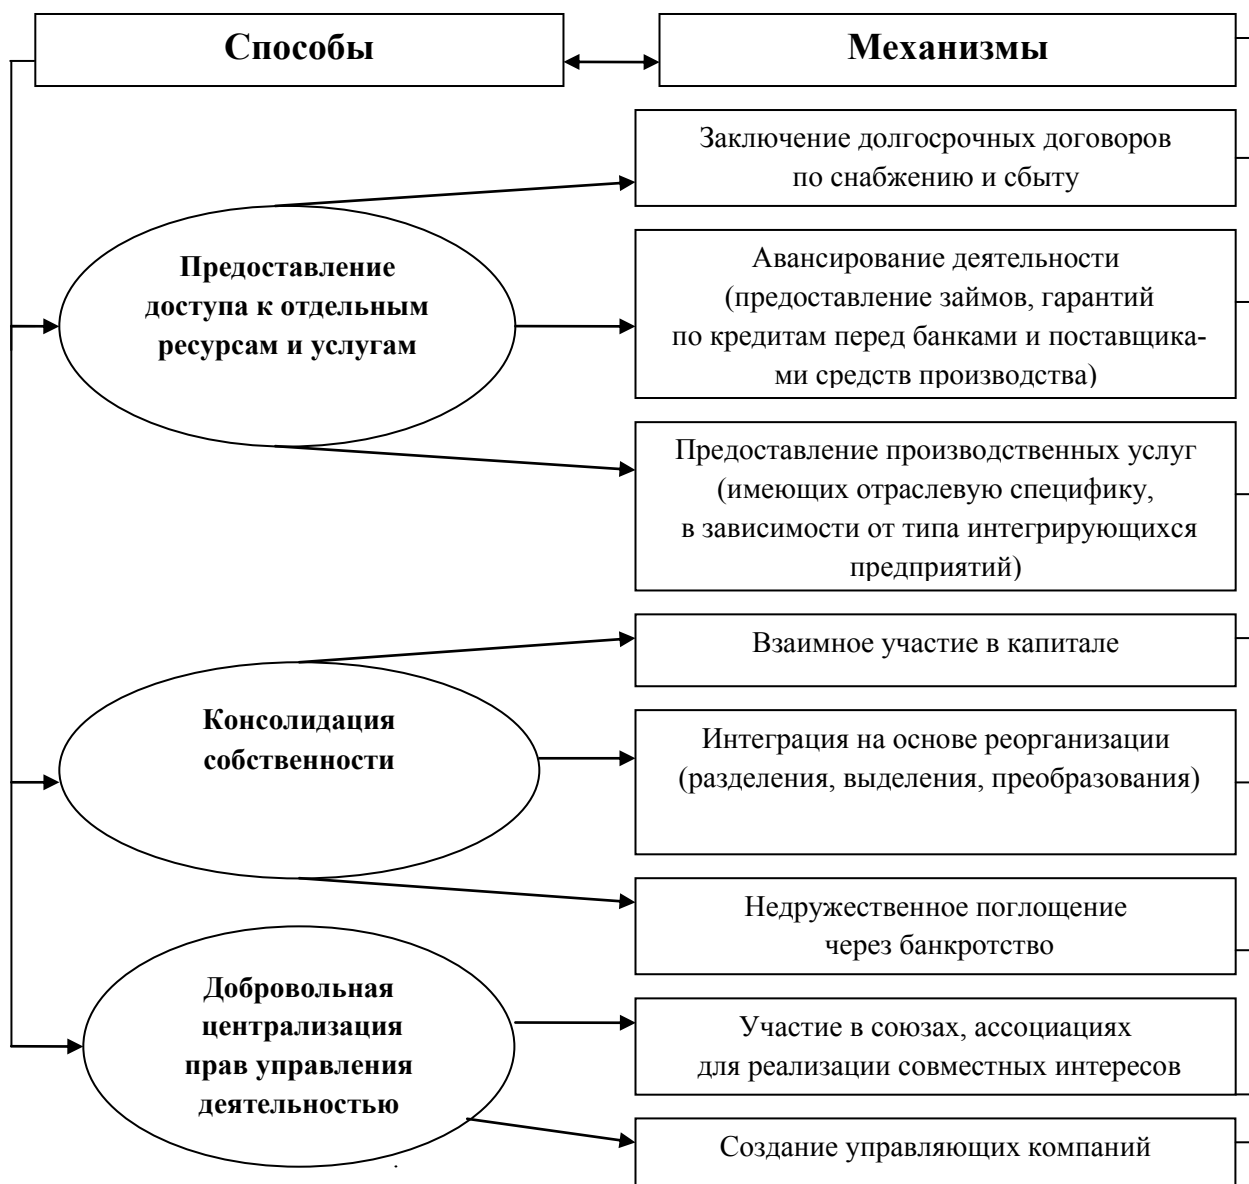 Способы
Механизмы
Предоставление
доступа к отдельным
ресурсам и услугам
Заключение долгосрочных договоров
по снабжению и сбыту
Авансирование деятельности
(предоставление займов, гарантий
по кредитам перед банками и поставщика-
ми средств производства)
Предоставление производственных услуг
(имеющих отраслевую специфику,
в зависимости от типа интегрирующихся
предприятий)
Консолидация
собственности
Взаимное участие в капитале
Интеграция на основе реорганизации
(разделения, выделения, преобразования)
Недружественное поглощение
через банкротство
Добровольная
централизация
прав управления
деятельностью
Участие в союзах, ассоциациях
для реализации совместных интересов
Создание управляющих компаний